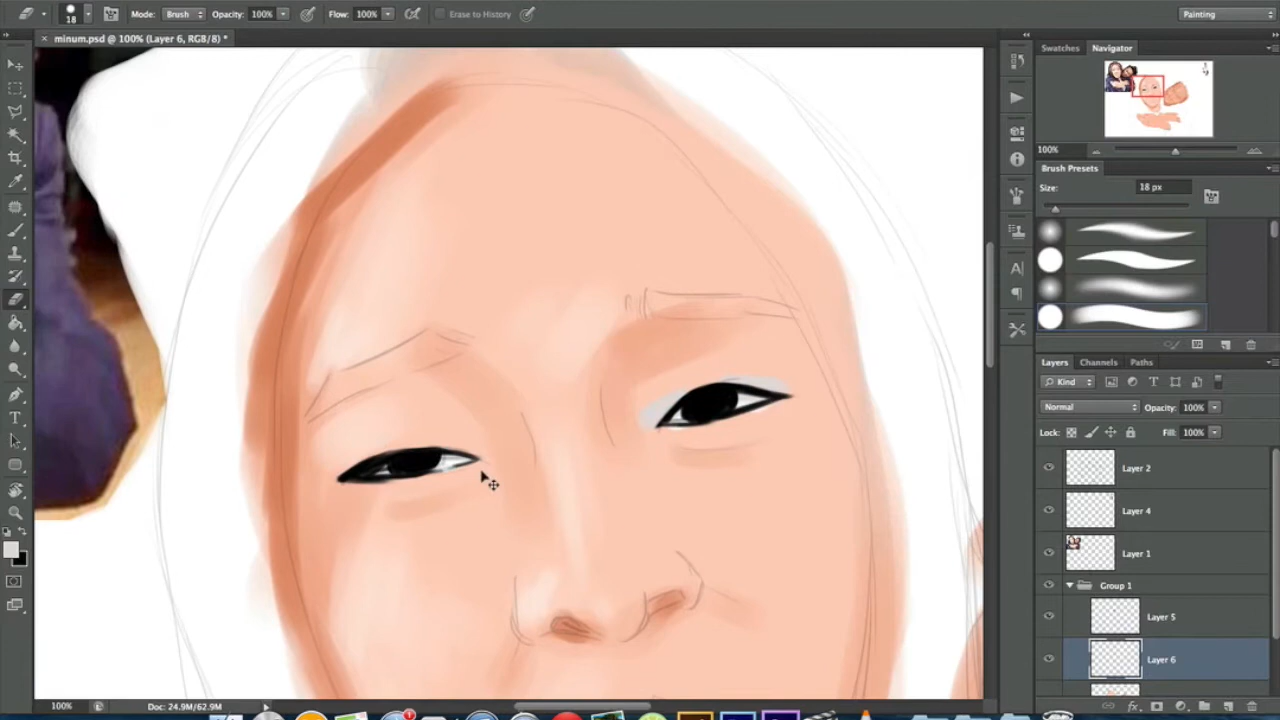 18
Mode: Brush
Opacity: 100%
Flow: 100%
Erase to History
Painting
minum.psd @ 100% (Layer 6, RGB/8) *
Swatches
Navigator
100%
Brush Presets
Size:
18 px
Layers
Channels
Paths
Kind
Normal
Opacity: 100%
Lock:
Fill: 100%
Layer 2
Layer 4
Layer 1
Group 1
Layer 5
Layer 6
100%
Doc: 24.9M/62.9M